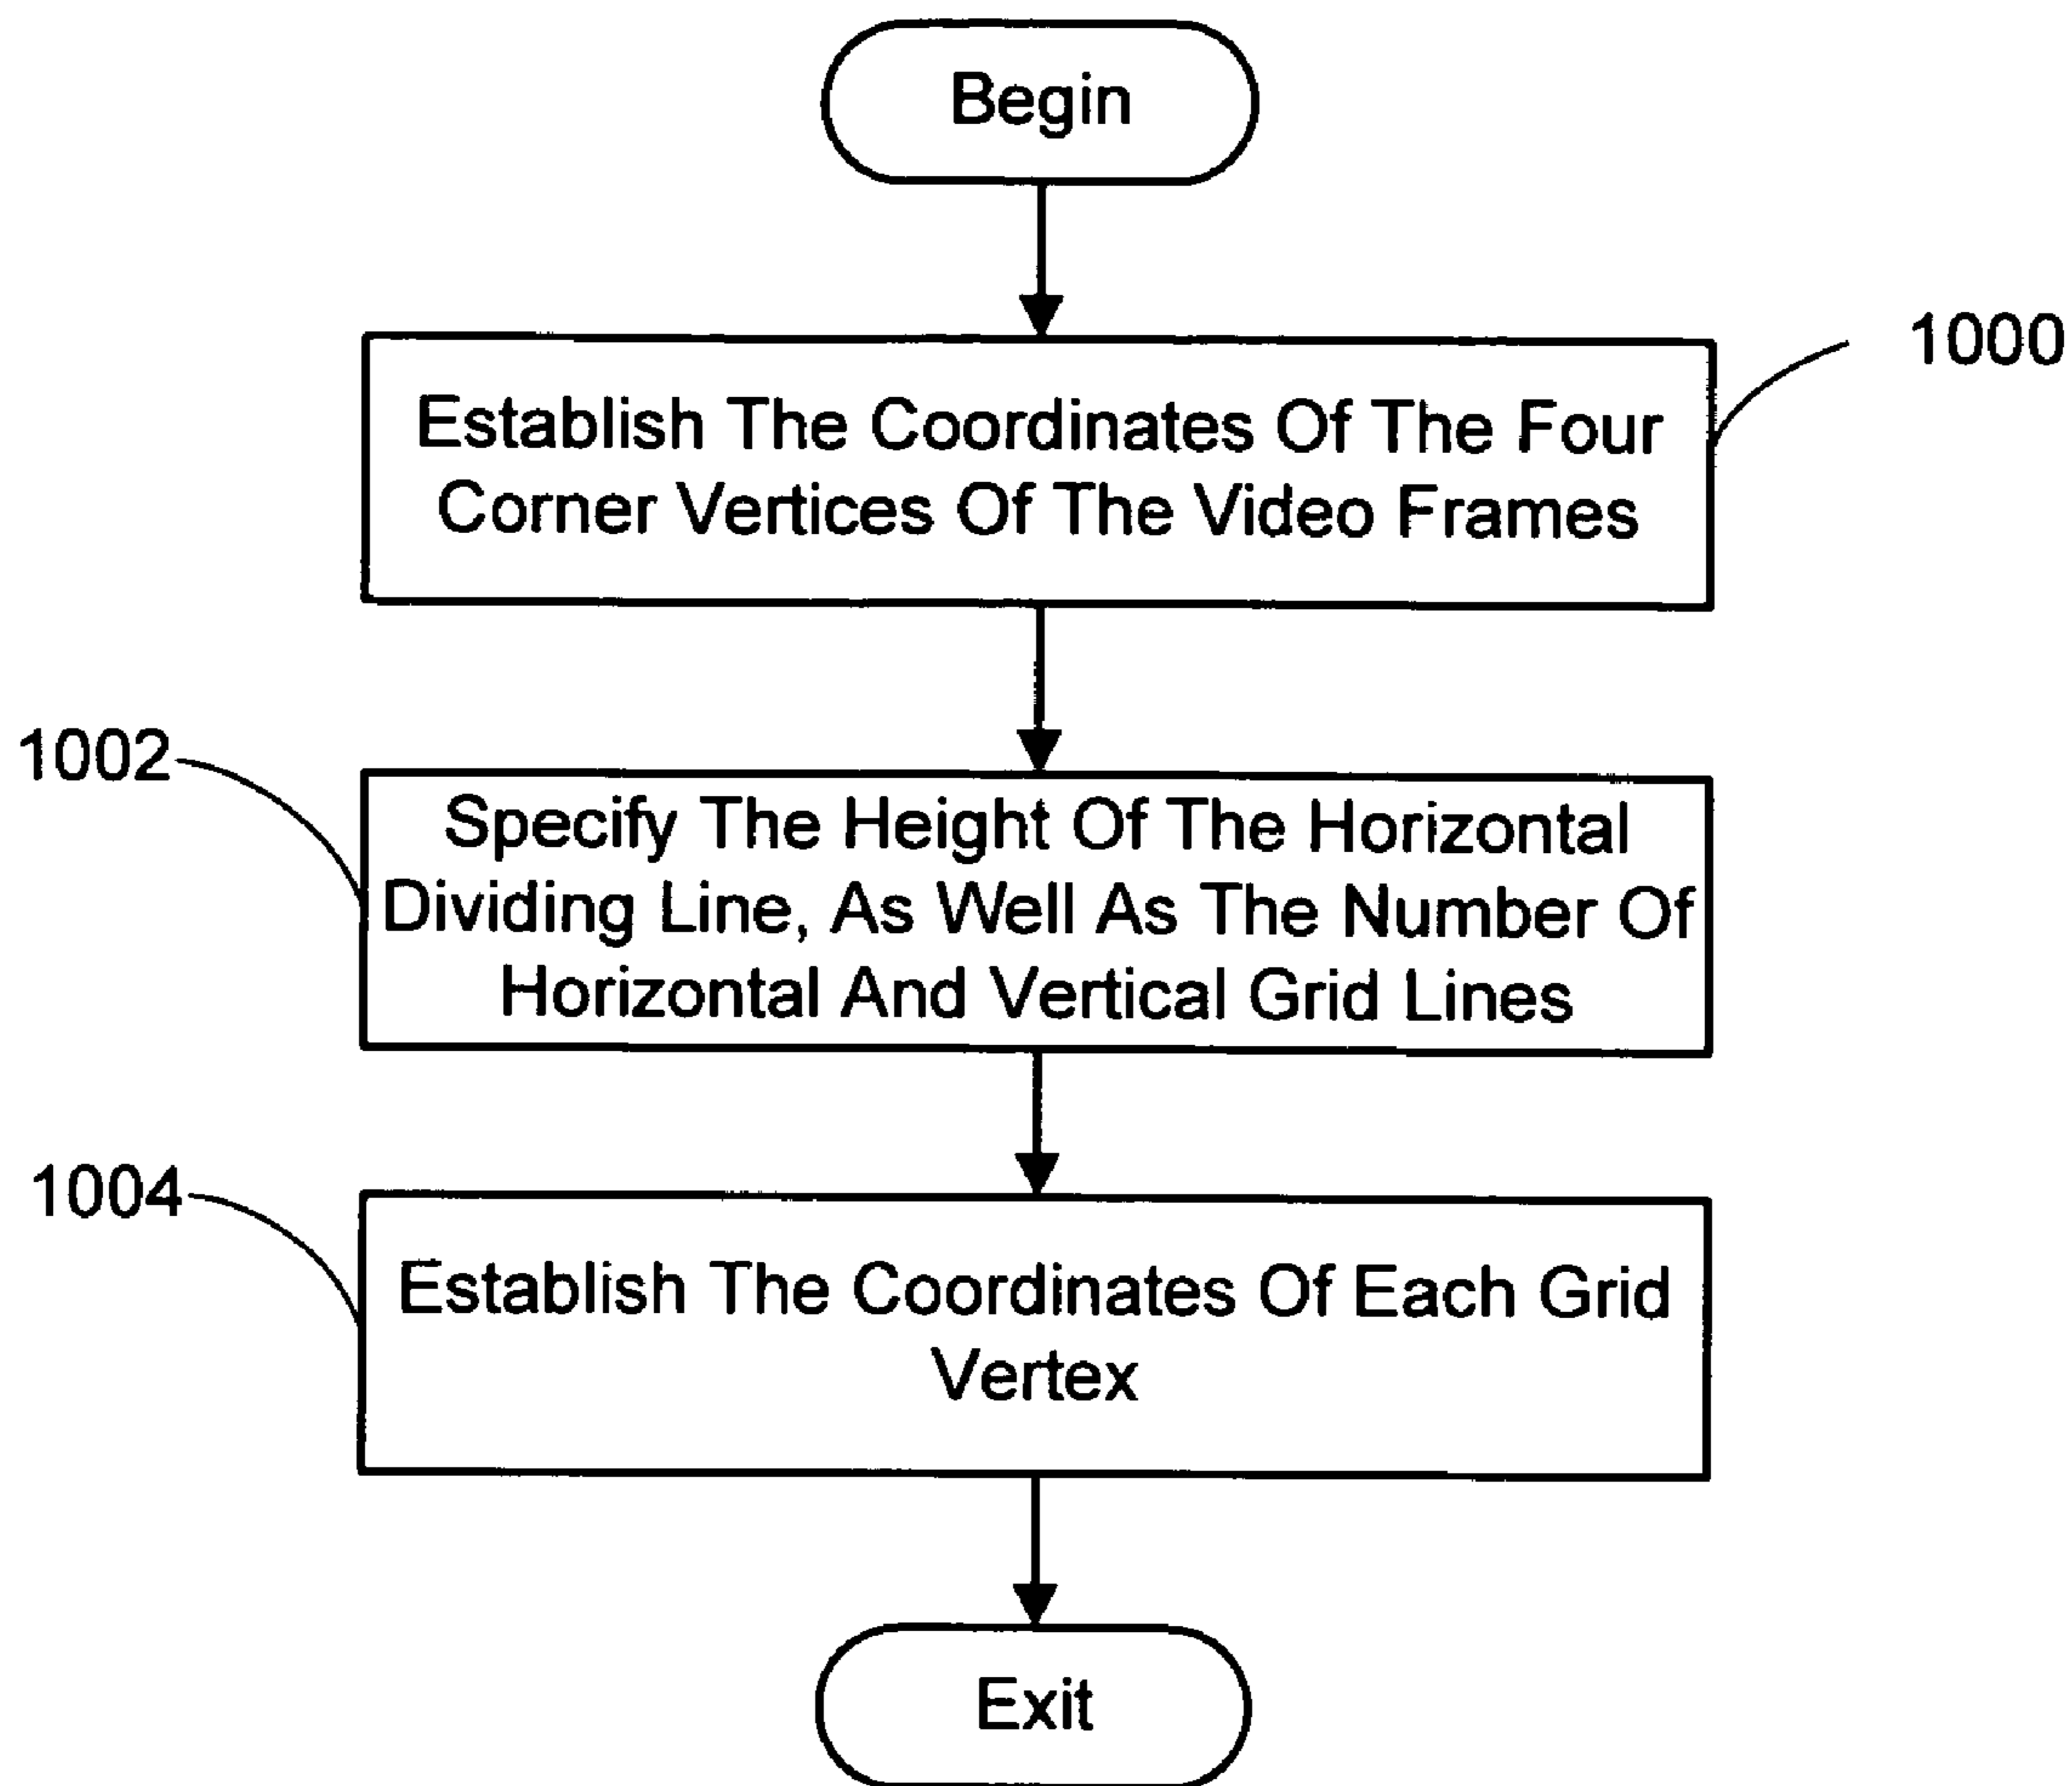 Begin
1000
Establish The Coordinates Of The Four
Corner Vertices Of The Video Frames
1002
Specify The Height Of The Horizontal
Dividing Line, As Well As The Number Of
Horizontal And Vertical Grid Lines
1004
Establish The Coordinates Of Each Grid
Vertex
Exit